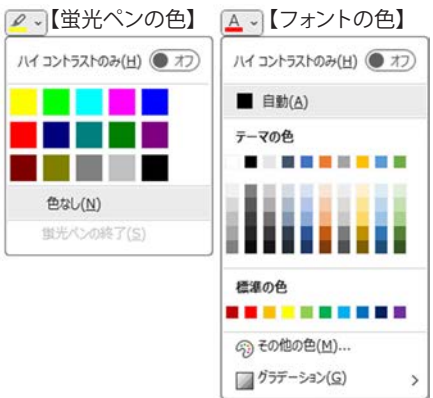 【蛍光ペンの色】
ハイ コントラストのみ(H) オフ
色なし(N)
蛍光ペンの終了(S)
A【フォントの色】
ハイ コントラストのみ(H) オフ
自動(A)
テーマの色
標準の色
その他の色(M)...
グラデーション(G)